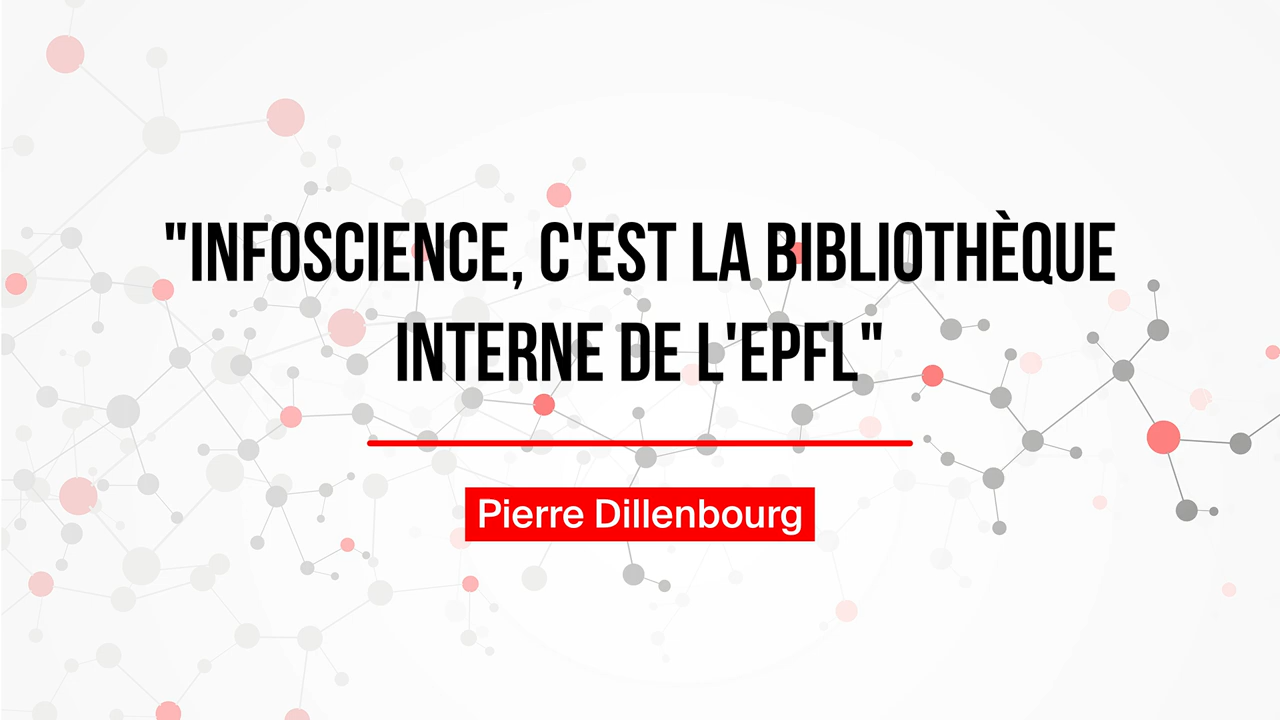 "INFOSCIENCE, C'EST LA BIBLIOTHÈQUE
INTERNE DE L'EPFL"
Pierre Dillenbourg